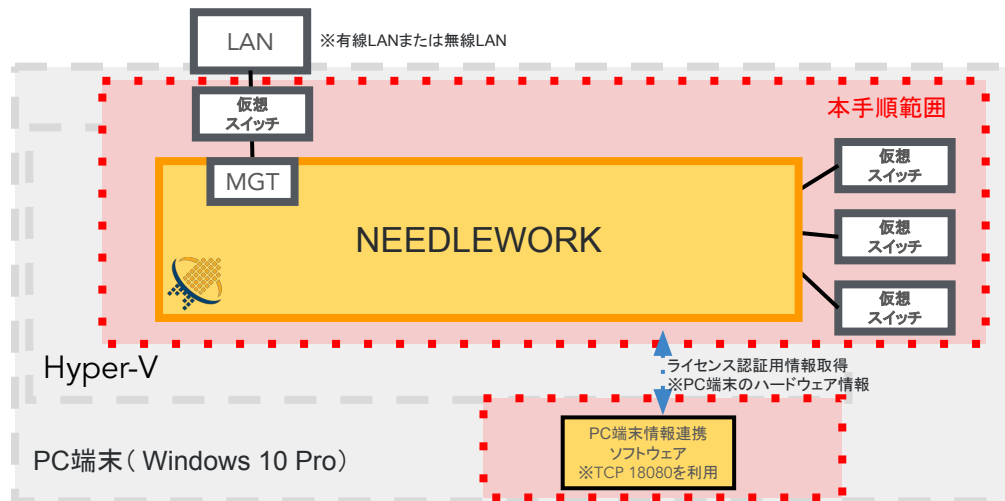 LAN
※有線LANまたは無線LAN
仮想
スイッチ
本手順範囲
MGT
仮想
スイッチ
NEEDLEWORK
仮想
スイッチ
仮想
スイッチ
Hyper-V
ライセンス認証用情報取得
※PC端末のハードウェア情報
PC端末情報連携
ソフトウェア
※TCP 18080を利用
PC端末( Windows 10 Pro)